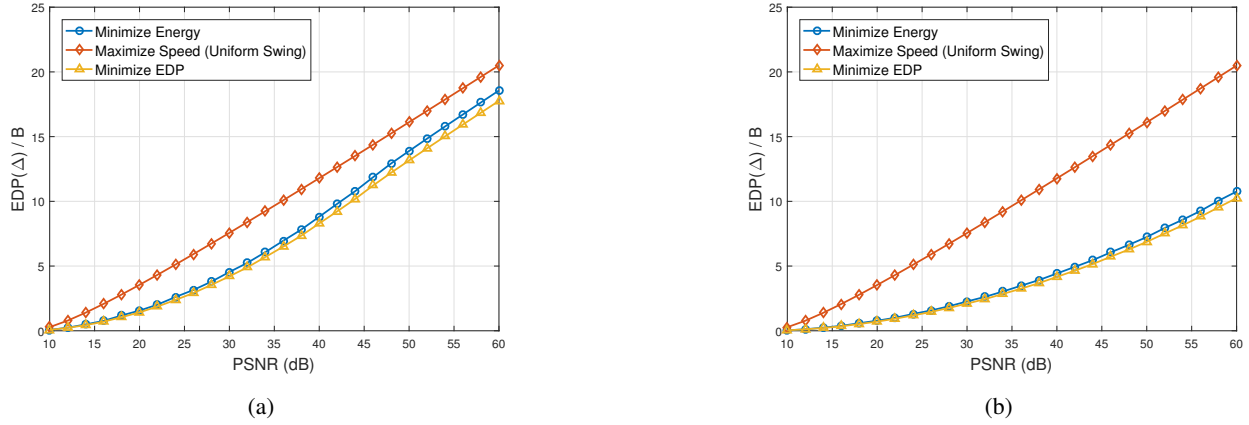 25
20
15
10
5
0
EDP(Δ) / B
Minimize Energy
Maximize Speed (Uniform Swing)
Minimize EDP
10 15 20 25 30 35 40 45 50 55 60
PSNR (dB)
(a)
25
20
15
10
5
0
EDP(Δ) / B
Minimize Energy
Maximize Speed (Uniform Swing)
Minimize EDP
10 15 20 25 30 35 40 45 50 55 60
PSNR (dB)
(b)